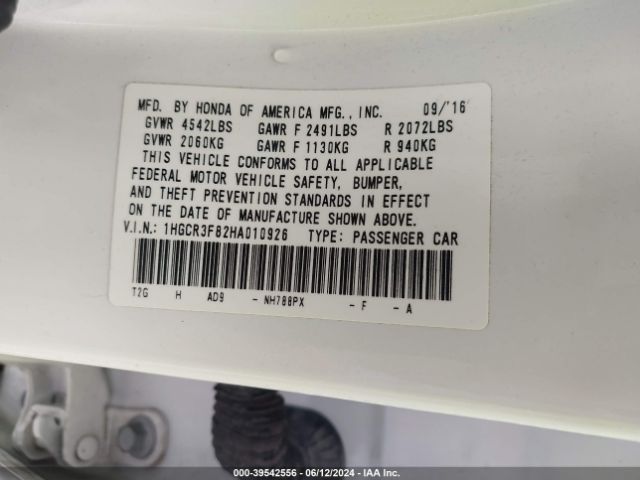 MFD. BY HONDA OF AMERICA MFG., INC. 09/'16
GVWR 4542LBS GAWR F 2491LBS R 2072LBS
GVWR 2060KG GAWR F 1130KG R 940KG
THIS VEHICLE CONFORMS TO ALL APPLICABLE
FEDERAL MOTOR VEHICLE SAFETY, BUMPER,
AND THEFT PREVENTION STANDARDS IN EFFECT
ON THE DATE OF MANUFACTURE SHOWN ABOVE.
V.I.N.: 1HGCR3F82HA010926 TYPE: PASSENGER CAR
T2G H AD9 - NH788PX - F - A
000-39542556 - 06/12/2024 - IAA Inc.